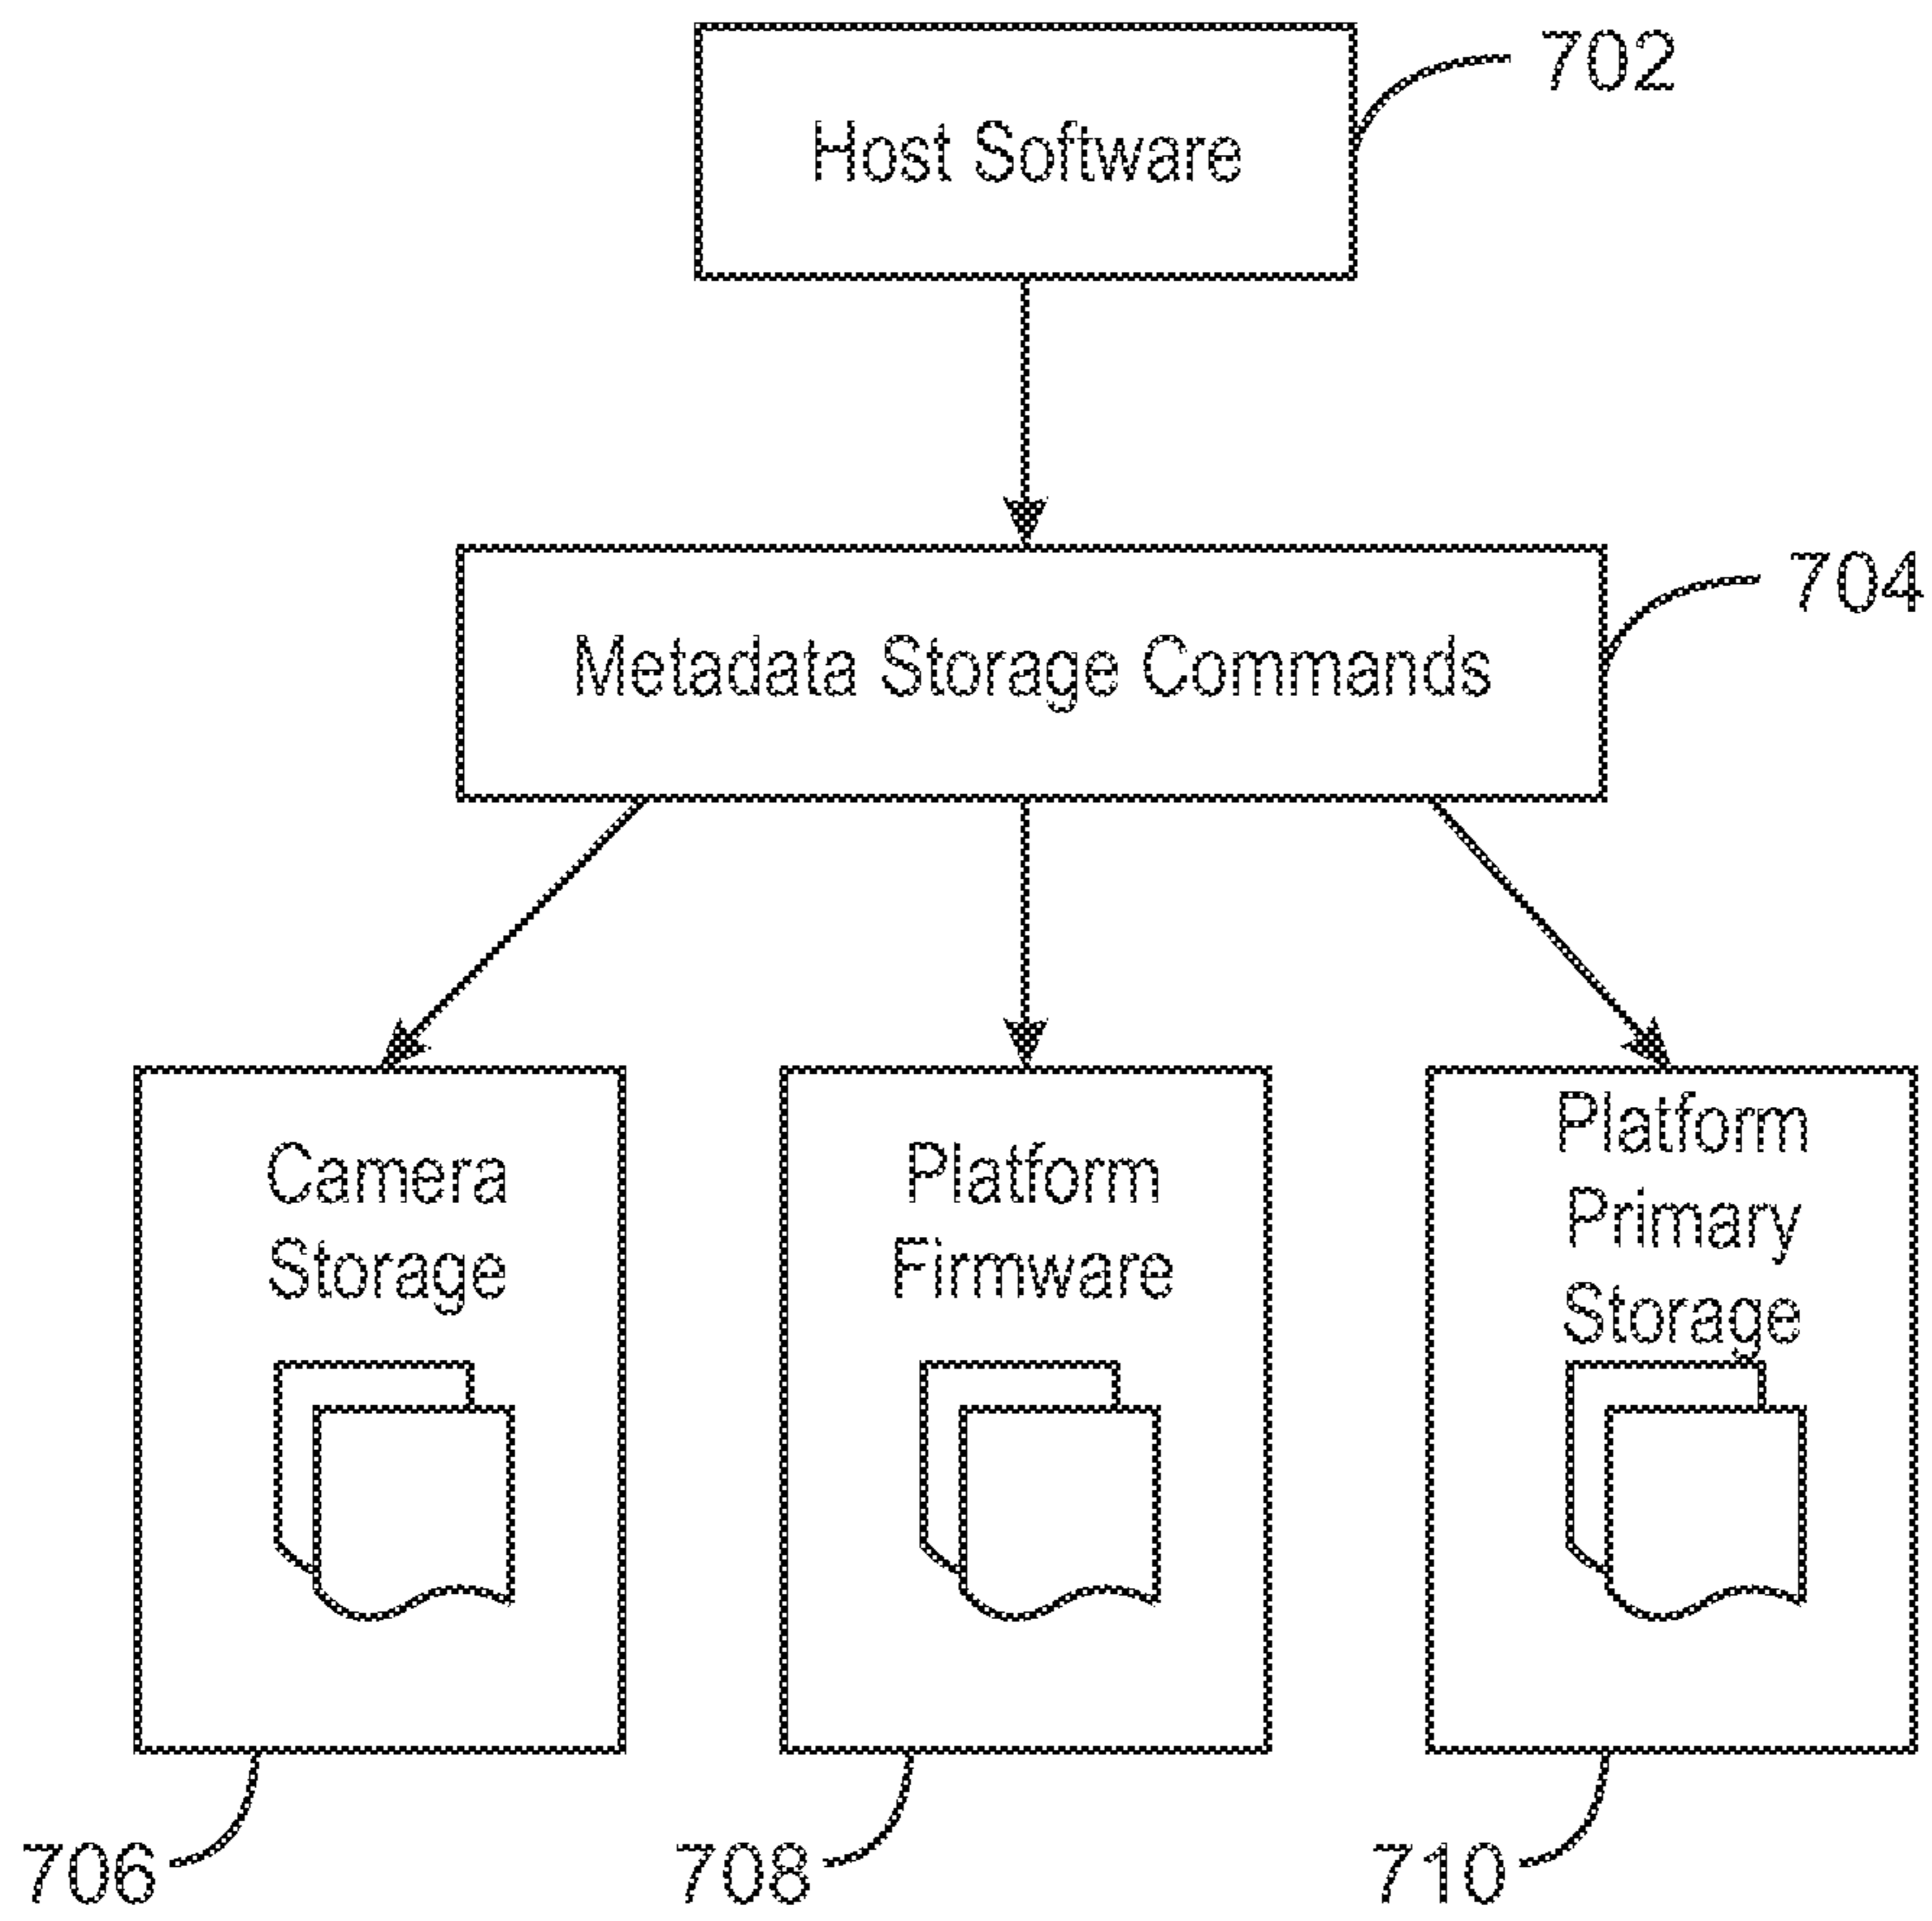 702
Host Software
704
Metadata Storage Commands
Camera
Storage
Platform
Firmware
Platform
Primary
Storage
706
708
710